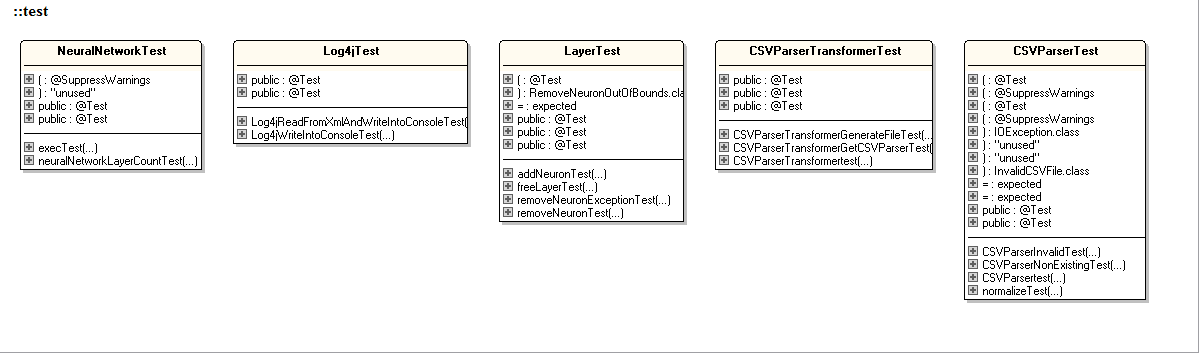 ::test
NeuralNetworkTest
( : @SuppressWarnings
) : "unused"
public : @Test
public : @Test
execTest(...)
neuralNetworkLayerCountTest(...)
Log4jTest
public : @Test
public : @Test
Log4jReadFromXmlAndWriteIntoConsoleTest(
Log4jWriteIntoConsoleTest(...)
LayerTest
( : @Test
) : RemoveNeuronOutOfBounds.cla
= : expected
public : @Test
public : @Test
public : @Test
addNeuronTest(...)
freeLayerTest(...)
removeNeuronExceptionTest(...)
removeNeuronTest(...)
CSVParserTransformerTest
public : @Test
public : @Test
public : @Test
CSVParserTransformerGenerateFileTest(...
CSVParserTransformerGetCSVParserTest(
CSVParserTransformertest(...)
CSVParserTest
( : @Test
( : @SuppressWarnings
( : @Test
( : @SuppressWarnings
) : IOException.class
) : "unused"
) : "unused"
) : InvalidCSVFile.class
= : expected
= : expected
public : @Test
public : @Test
CSVParserInvalidTest(...)
CSVParserNonExistingTest(...)
CSVParsertest(...)
normalizeTest(...)